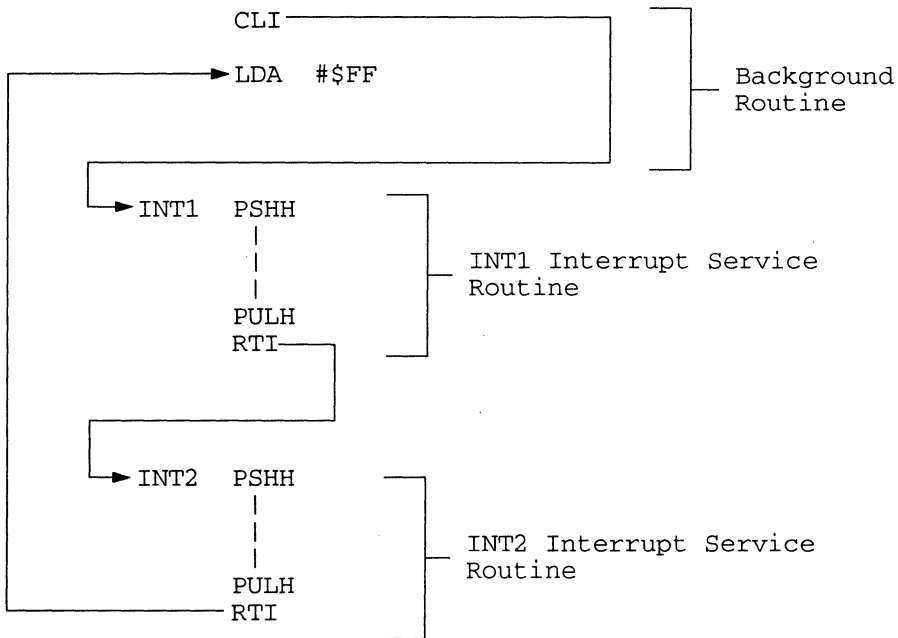 CLI
LDA #$FF
Background
Routine
INT1 PSHH
INT1 Interrupt Service
Routine
PULH
RTI
INT2 PSHH
INT2 Interrupt Service
Routine
PULH
RTI